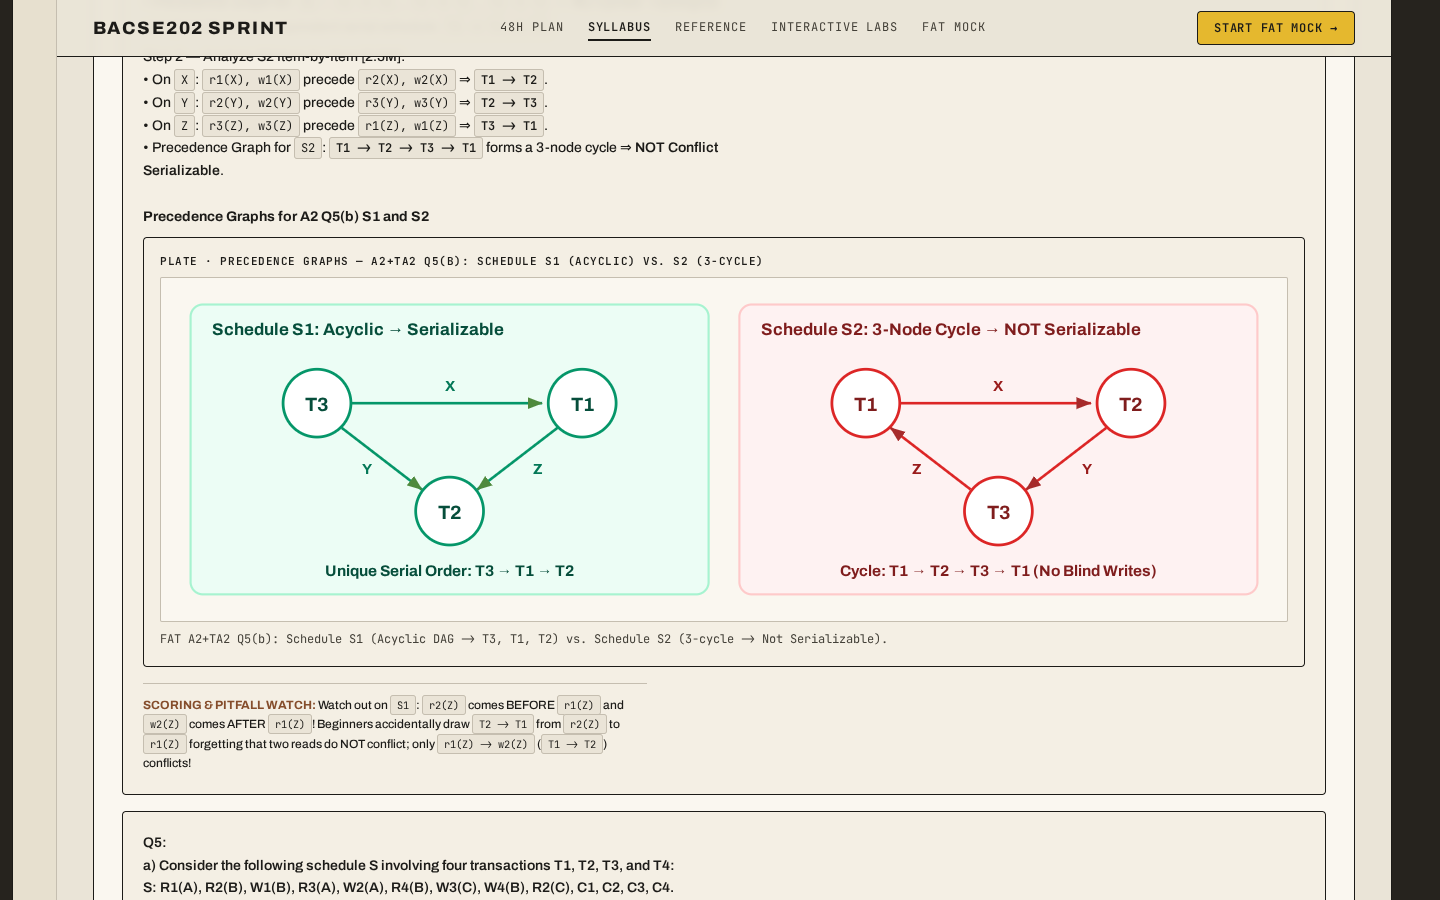 BACSE202 SPRINT
48H PLAN
SYLLABUS
REFERENCE
INTERACTIVE LABS
FAT MOCK
START FAT MOCK →
Step 2 — Analyze S2 item-by-item [2.5M]:
• On X : r1(X), w1(X) precede r2(X), w2(X) ⇒ T1 → T2 .
• On Y : r2(Y), w2(Y) precede r3(Y), w3(Y) ⇒ T2 → T3 .
• On Z : r3(Z), w3(Z) precede r1(Z), w1(Z) ⇒ T3 → T1 .
• Precedence Graph for S2 : T1 → T2 → T3 → T1 forms a 3-node cycle ⇒ NOT Conflict
Serializable.
Precedence Graphs for A2 Q5(b) S1 and S2
PLATE · PRECEDENCE GRAPHS — A2+TA2 Q5(B): SCHEDULE S1 (ACYCLIC) VS. S2 (3-CYCLE)
Schedule S1: Acyclic → Serializable
T3
X
T1
Y
Z
T2
Unique Serial Order: T3 → T1 → T2
Schedule S2: 3-Node Cycle → NOT Serializable
T1
X
T2
Z
Y
T3
Cycle: T1 → T2 → T3 → T1 (No Blind Writes)
FAT A2+TA2 Q5(b): Schedule S1 (Acyclic DAG → T3, T1, T2) vs. Schedule S2 (3-cycle → Not Serializable).
SCORING & PITFALL WATCH: Watch out on S1 : r2(Z) comes BEFORE r1(Z) and
w2(Z) comes AFTER r1(Z) ! Beginners accidentally draw T2 → T1 from r2(Z) to
r1(Z) forgetting that two reads do NOT conflict; only r1(Z) → w2(Z) ( T1 → T2 )
conflicts!
Q5:
a) Consider the following schedule S involving four transactions T1, T2, T3, and T4:
S: R1(A), R2(B), W1(B), R3(A), W2(A), R4(B), W3(C), W4(B), R2(C), C1, C2, C3, C4.